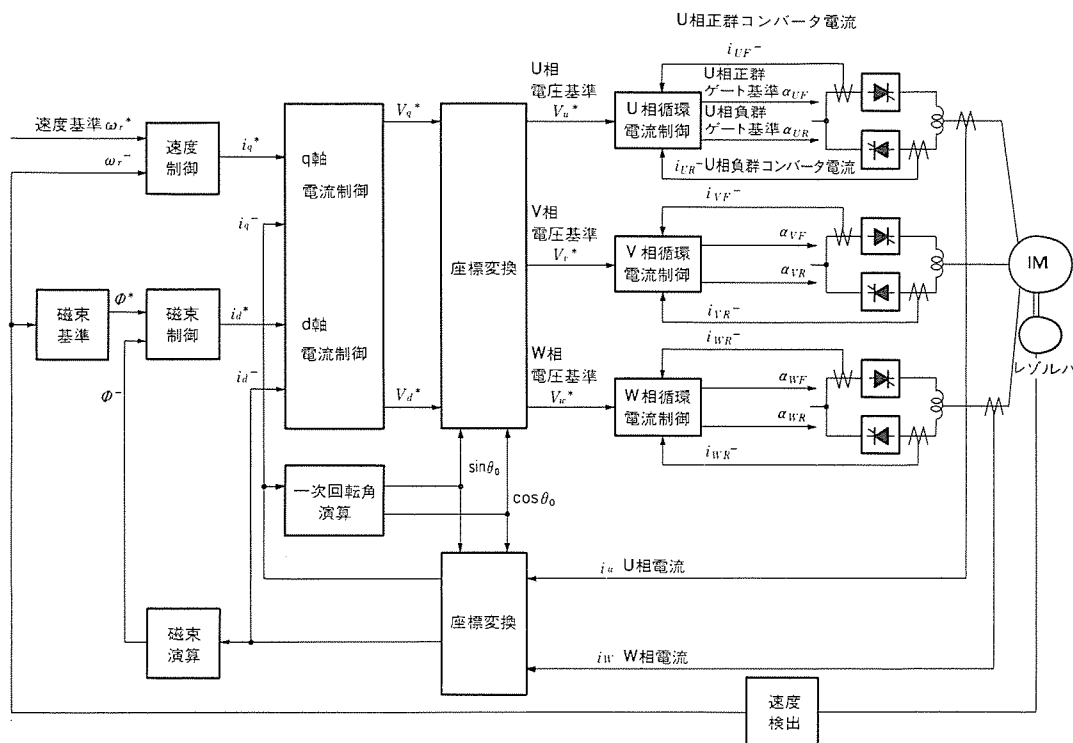 U相正群コンバータ電流
iUF⁻
U相
電圧基準
Vu*
U相循環
電流制御
U相正群
ゲート基準αUF
U相負群
ゲート基準αUR
iUR⁻U相負群コンバータ電流
速度基準ωr*
ωr⁻
速度
制御
iq*
q軸
電流制御
iq⁻
Vq*
座標変換
V相
電圧基準
Vv*
iVF⁻
V相循環
電流制御
αVF
αVR
iVR⁻
IM
レゾルバ
磁束
基準
Φ*
磁束
制御
id*
d軸
電流制御
id⁻
Φ⁻
Vd*
W相
電圧基準
Vw*
iWR⁻
W相循環
電流制御
αWF
αWR
iWR⁻
sinθ₀
cosθ₀
一次回転角
演算
座標変換
iu U相電流
iW W相電流
磁束
演算
速度
検出